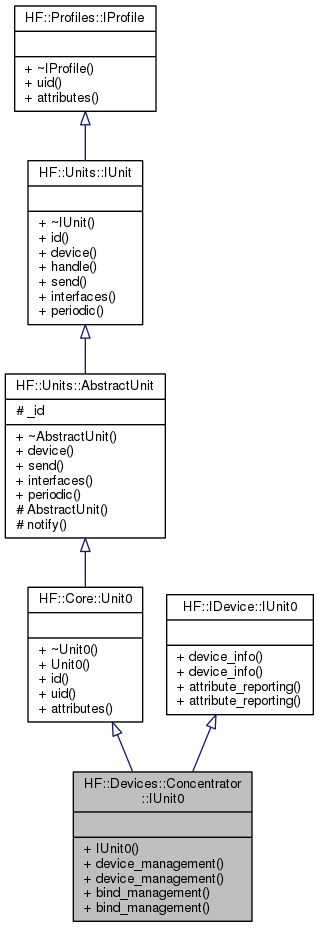 HF::Profiles::IProfile
+ ~IProfile()
+ uid()
+ attributes()
HF::Units::IUnit
+ ~IUnit()
+ id()
+ device()
+ handle()
+ send()
+ interfaces()
+ periodic()
HF::Units::AbstractUnit
# _id
+ ~AbstractUnit()
+ device()
+ send()
+ interfaces()
+ periodic()
# AbstractUnit()
# notify()
HF::Core::Unit0
+ ~Unit0()
+ Unit0()
+ id()
+ uid()
+ attributes()
HF::IDevice::IUnit0
+ device_info()
+ device_info()
+ attribute_reporting()
+ attribute_reporting()
HF::Devices::Concentrator
::IUnit0
+ IUnit0()
+ device_management()
+ device_management()
+ bind_management()
+ bind_management()